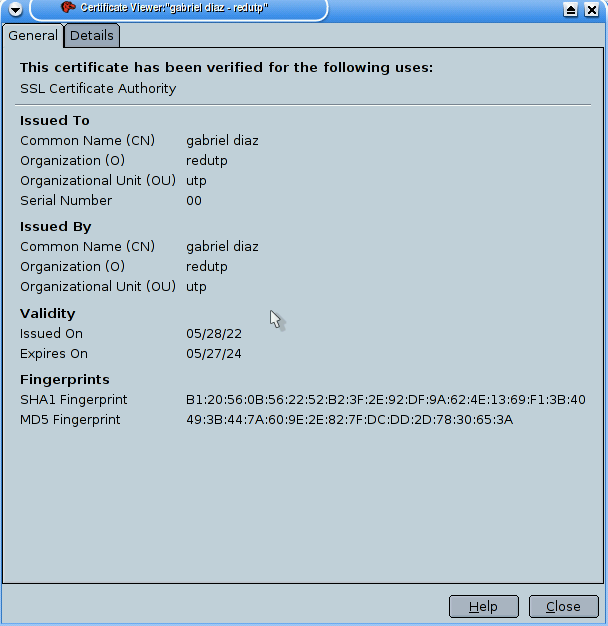 Certificate Viewer:"gabriel diaz - redutp"
General Details
This certificate has been verified for the following uses:
SSL Certificate Authority
Issued To
Common Name (CN) gabriel diaz
Organization (O) redutp
Organizational Unit (OU) utp
Serial Number 00
Issued By
Common Name (CN) gabriel diaz
Organization (O) redutp
Organizational Unit (OU) utp
Validity
Issued On 05/28/22
Expires On 05/27/24
Fingerprints
SHA1 Fingerprint B1:20:56:0B:56:22:52:B2:3F:2E:92:DF:9A:62:4E:13:69:F1:3B:40
MD5 Fingerprint 49:3B:44:7A:60:9E:2E:82:7F:DC:DD:2D:78:30:65:3A
Help Close